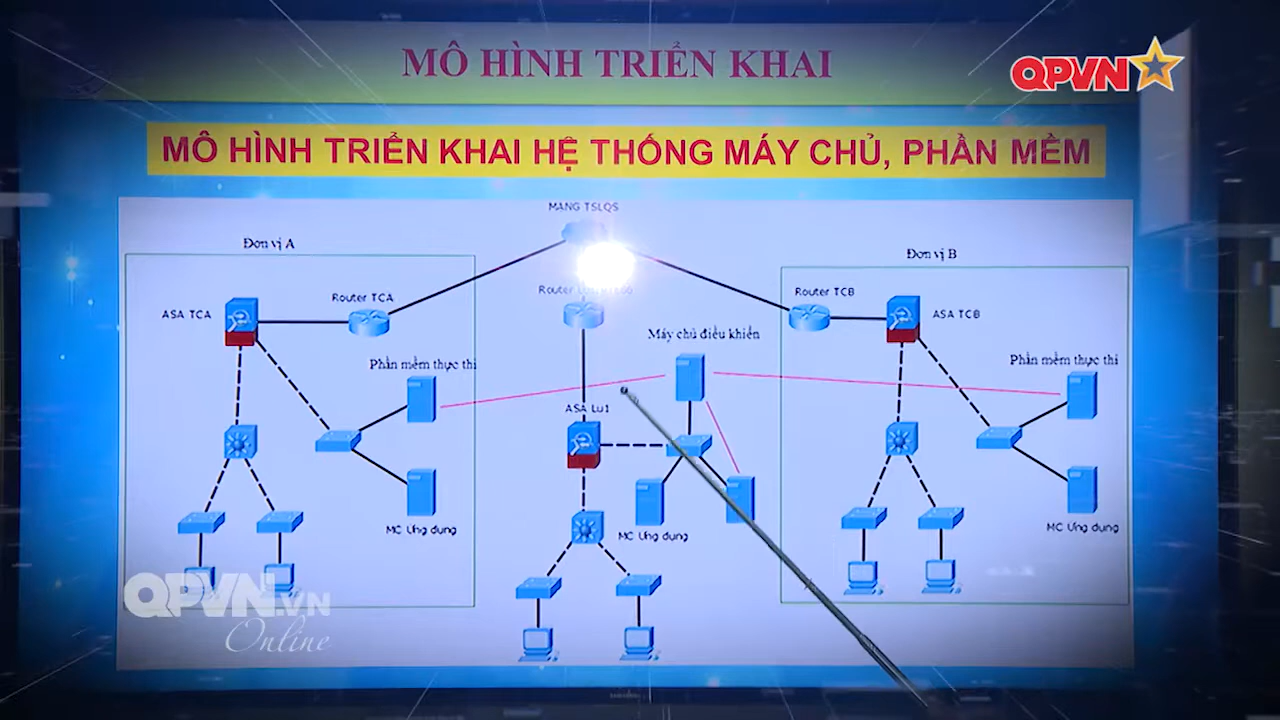 MÔ HÌNH TRIỂN KHAI
QPVN
MÔ HÌNH TRIỂN KHAI HỆ THỐNG MÁY CHỦ, PHẦN MỀM
MẠNG TSLQS
Đơn vị A
Đơn vị B
Router TCA
Router
Router TCB
ASA TCA
ASA TCB
Máy chủ điều khiển
Phần mềm thực thi
Phần mềm thực thi
ASA Lu1
MC Ứng dụng
MC Ứng dụng
MC Ứng dụng
QPVN.VN
Online